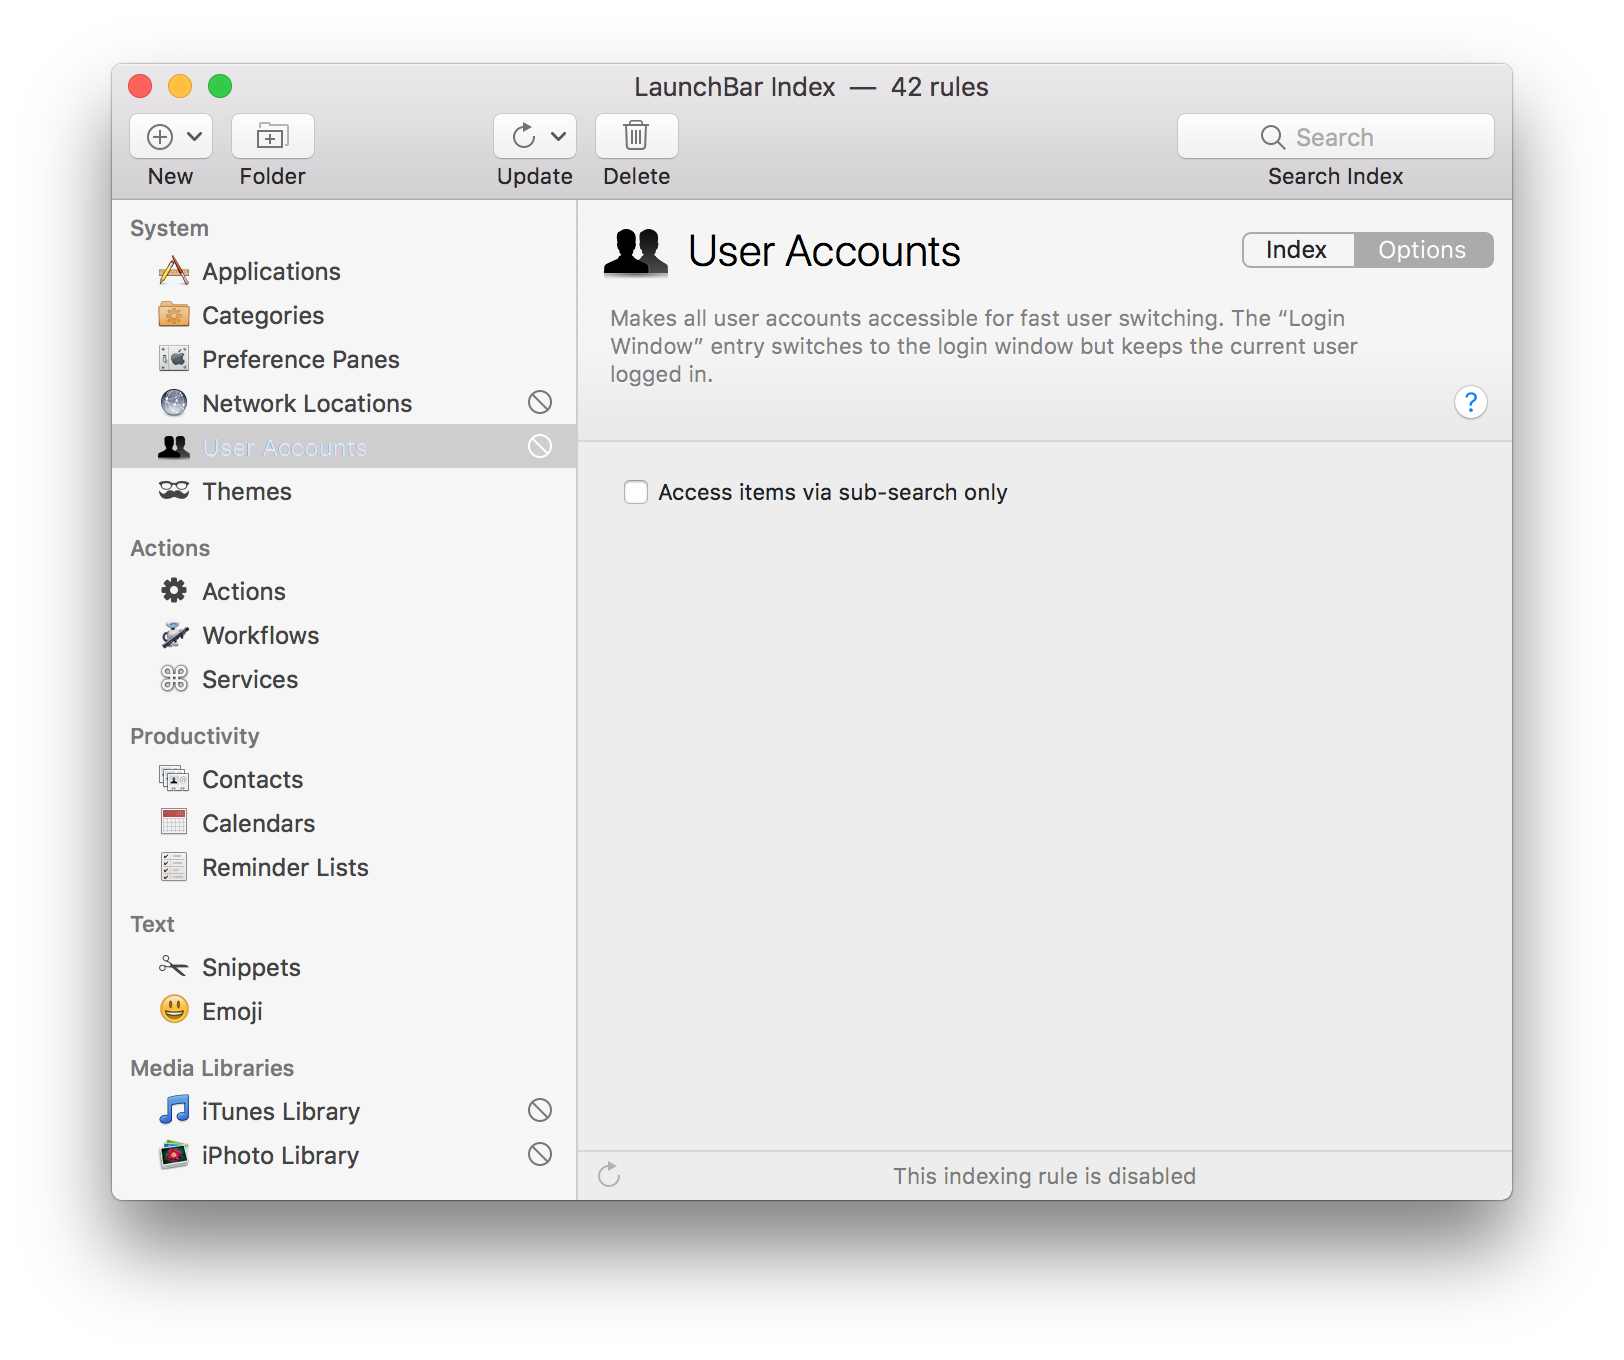 LaunchBar Index — 42 rules
New
Folder
Update
Delete
Search
Search Index
System
Applications
Categories
Preference Panes
Network Locations
User Accounts
Themes
Actions
Actions
Workflows
Services
Productivity
Contacts
Calendars
Reminder Lists
Text
Snippets
Emoji
Media Libraries
iTunes Library
iPhoto Library
User Accounts
Index
Options
Makes all user accounts accessible for fast user switching. The “Login
Window” entry switches to the login window but keeps the current user
logged in.
?
Access items via sub-search only
This indexing rule is disabled